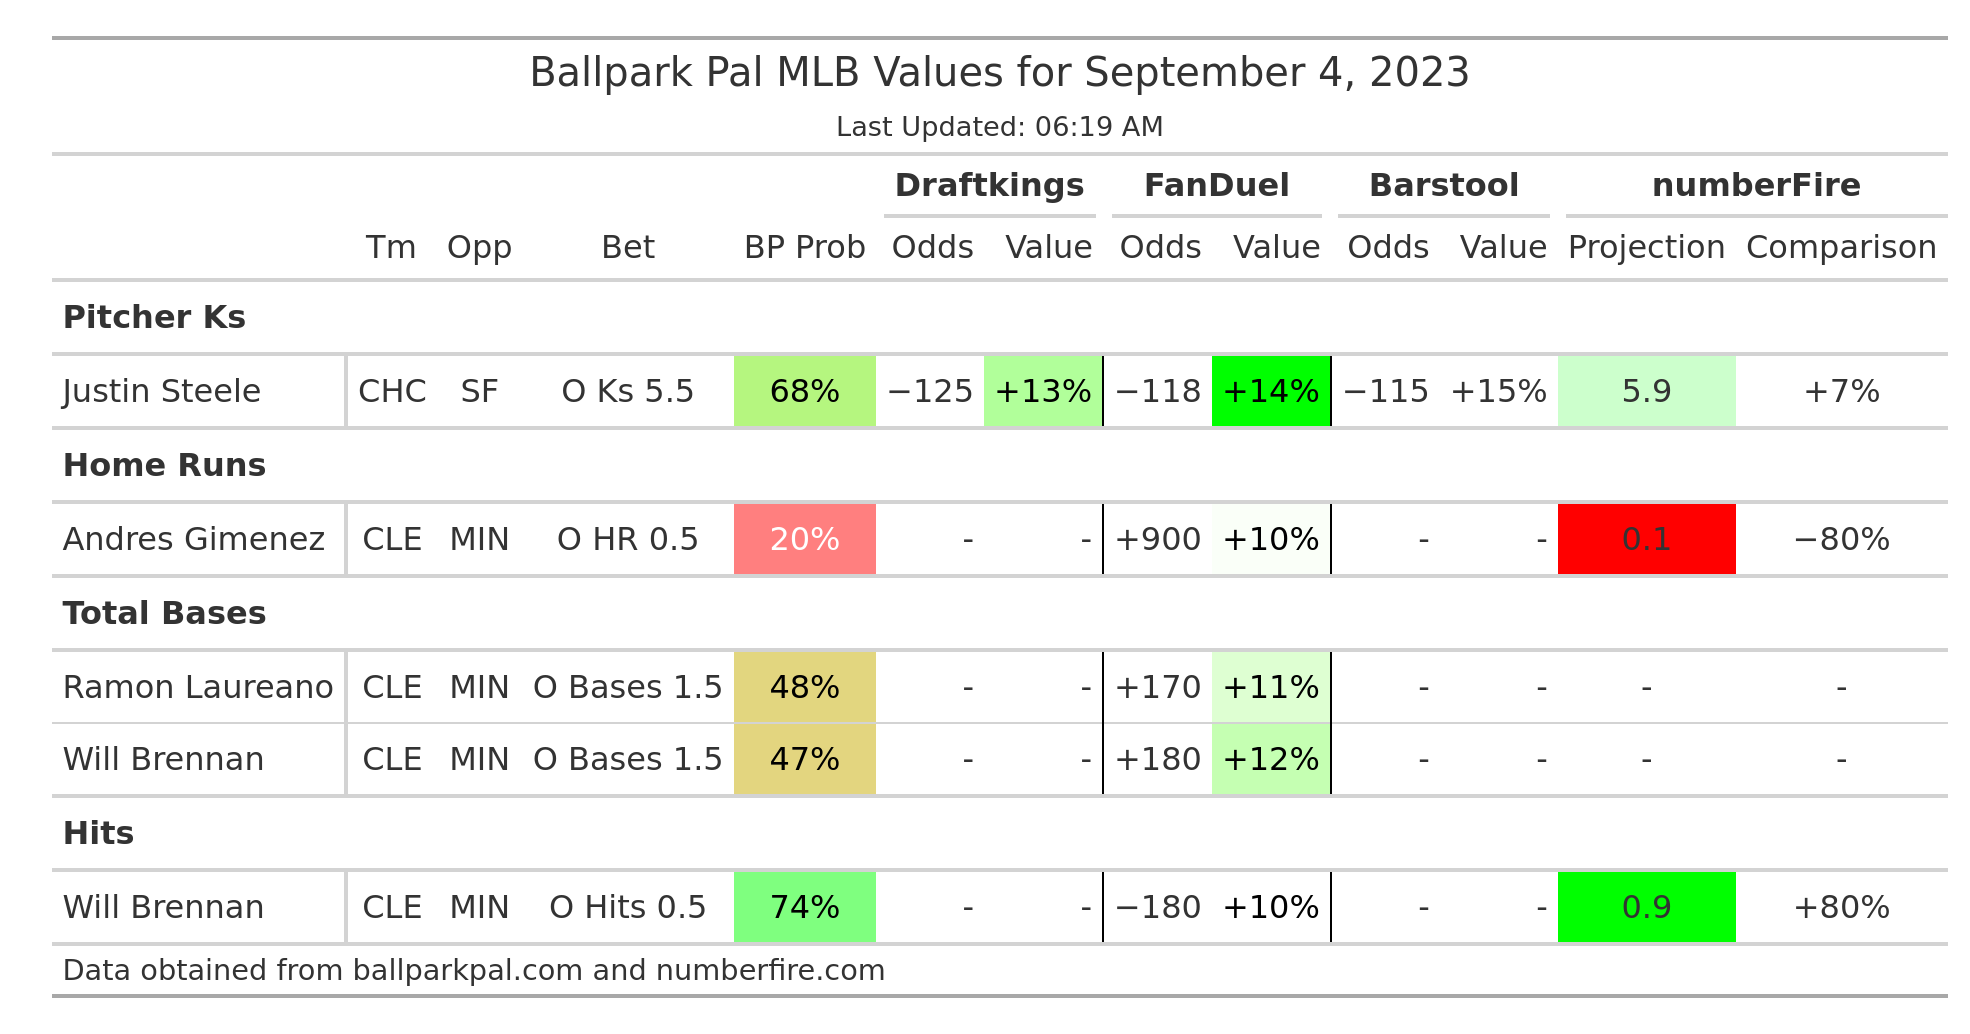 Ballpark Pal MLB Values for September 4, 2023
Last Updated: 06:19 AM
Draftkings FanDuel Barstool numberFire
Tm Opp Bet BP Prob Odds Value Odds Value Odds Value Projection Comparison
Pitcher Ks
Justin Steele CHC SF O Ks 5.5 68% −125 +13% −118 +14% −115 +15% 5.9 +7%
Home Runs
Andres Gimenez CLE MIN O HR 0.5 20% - - +900 +10% - - 0.1 −80%
Total Bases
Ramon Laureano CLE MIN O Bases 1.5 48% - - +170 +11% - - - -
Will Brennan CLE MIN O Bases 1.5 47% - - +180 +12% - - - -
Hits
Will Brennan CLE MIN O Hits 0.5 74% - - −180 +10% - - 0.9 +80%
Data obtained from ballparkpal.com and numberfire.com